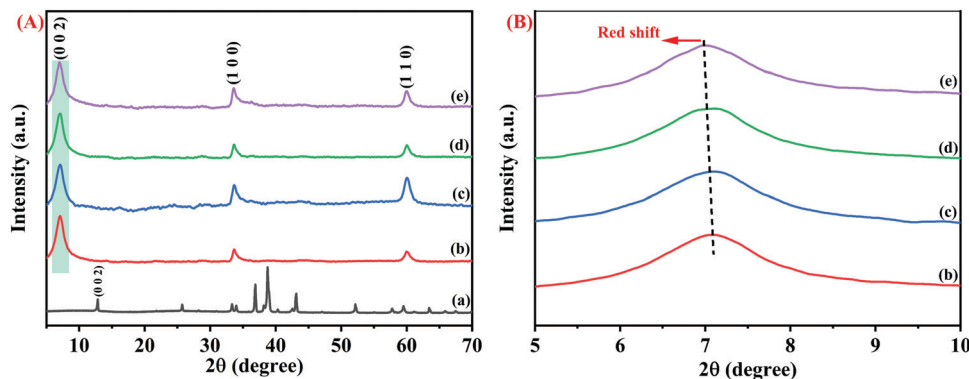 (A)
(0 0 2)
(1 0 0)
(1 1 0)
(e)
(d)
(c)
(b)
(0 0 2)
(a)
Intensity (a.u.)
10 20 30 40 50 60 70
2θ (degree)
(B)
Red shift
(e)
(d)
(c)
(b)
Intensity (a.u.)
5 6 7 8 9 10
2θ (degree)